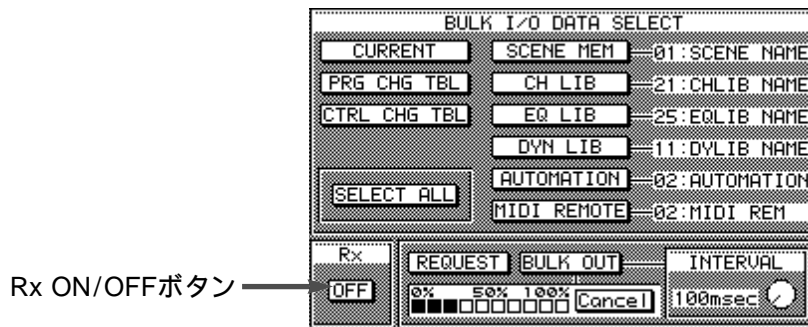 BULK I/O DATA SELECT
CURRENT
SCENE MEM
01:SCENE NAME
PRG CHG TBL
CH LIB
21:CHLIB NAME
CTRL CHG TBL
EQ LIB
25:EQLIB NAME
DYN LIB
11:DYLIB NAME
SELECT ALL
AUTOMATION
02:AUTOMATION
MIDI REMOTE
02:MIDI REM
Rx ON/OFFボタン
Rx
OFF
REQUEST
BULK OUT
INTERVAL
0% 50% 100%
Cancel
100msec